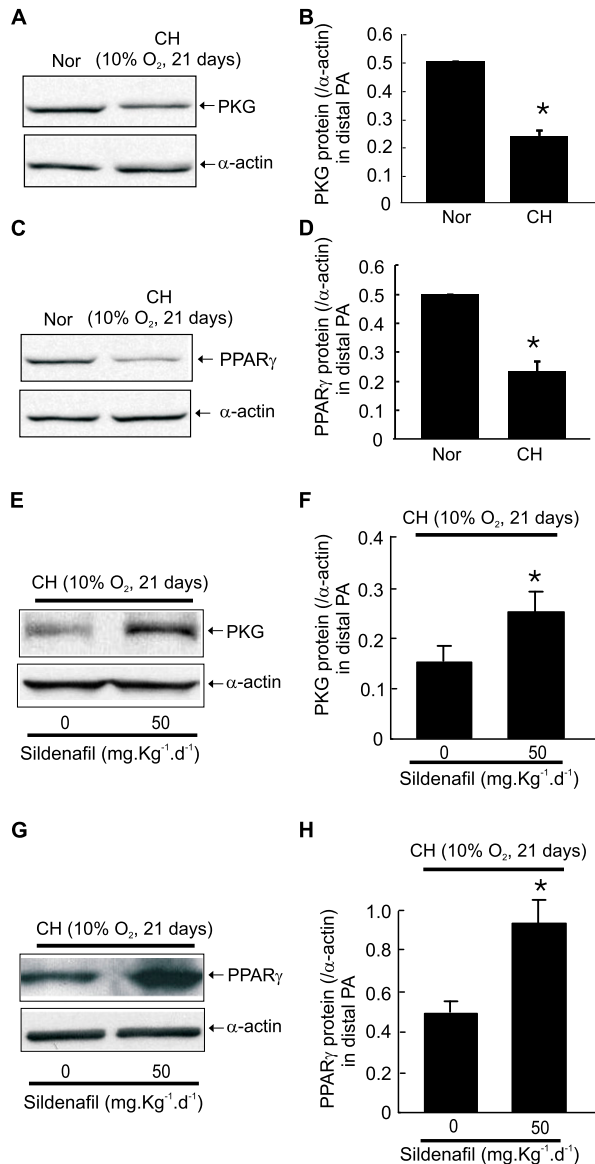 A
CH
Nor (10% O₂, 21 days)
PKG
α-actin
B
PKG protein (/α-actin)
in distal PA
0.6
0.5
0.4
0.3
0.2
0.1
0
*
Nor CH
C
CH
Nor (10% O₂, 21 days)
PPARγ
α-actin
D
PPARγ protein (/α-actin)
in distal PA
0.6
0.5
0.4
0.3
0.2
0.1
0
*
Nor CH
E
CH (10% O₂, 21 days)
PKG
α-actin
0 50
Sildenafil (mg.Kg⁻¹.d⁻¹)
F
CH (10% O₂, 21 days)
PKG protein (/α-actin)
in distal PA
0.4
0.3
0.2
0.1
0
*
0 50
Sildenafil (mg.Kg⁻¹.d⁻¹)
G
CH (10% O₂, 21 days)
PPARγ
α-actin
0 50
Sildenafil (mg.Kg⁻¹.d⁻¹)
H
CH (10% O₂, 21 days)
PPARγ protein (/α-actin)
in distal PA
1.0
0.8
0.6
0.4
0.2
0
*
0 50
Sildenafil (mg.Kg⁻¹.d⁻¹)